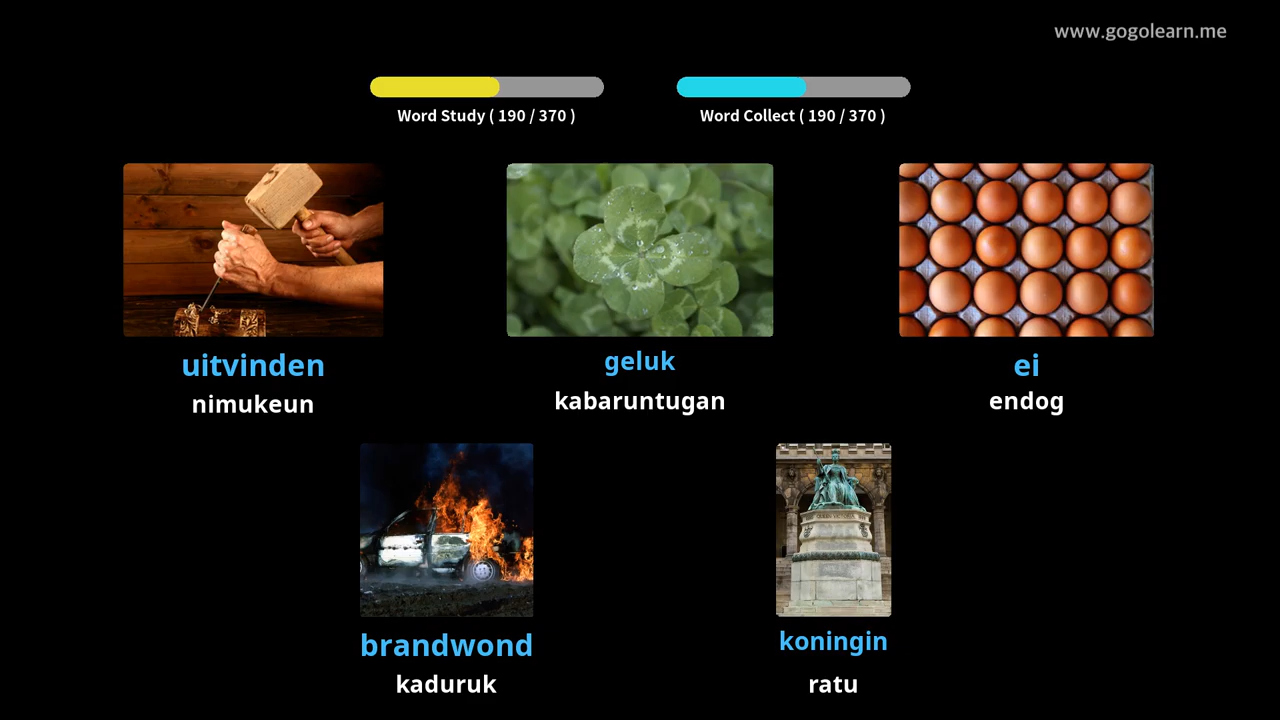 www.gogolearn.me
Word Study ( 190 / 370 )
Word Collect ( 190 / 370 )
uitvinden
nimukeun
geluk
kabaruntugan
ei
endog
brandwond
kaduruk
koningin
ratu